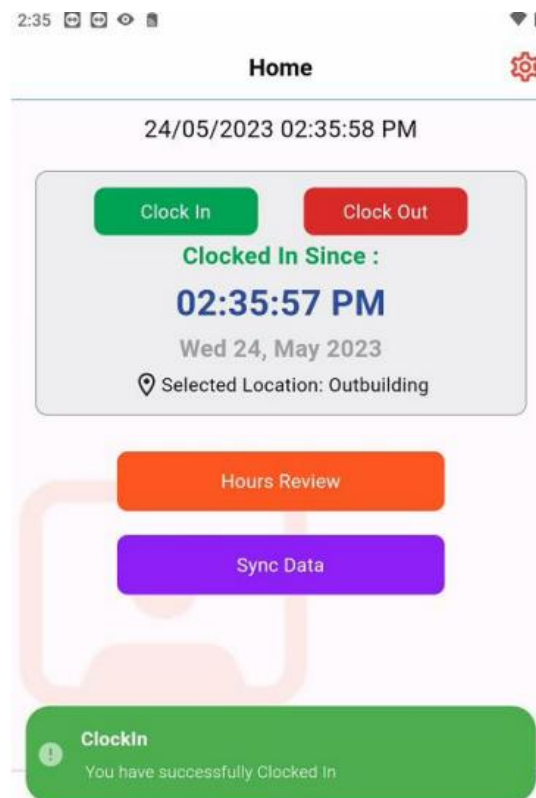 2:35
Home
24/05/2023 02:35:58 PM
Clock In Clock Out
Clocked In Since :
02:35:57 PM
Wed 24, May 2023
Selected Location: Outbuilding
Hours Review
Sync Data
ClockIn
You have successfully Clocked In